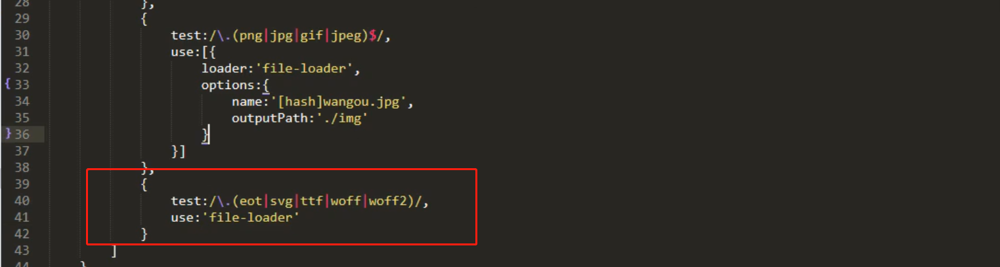 28 },
29 {
30 test:/\.(png|jpg|gif|jpeg)$/,
31 use:[{
32 loader:'file-loader',
{ 33 options:{
34 name:'[hash]wangou.jpg',
35 outputPath:'./img'
} 36 }
37 }]
38 },
39 {
40 test:/\.(eot|svg|ttf|woff|woff2)/,
41 use:'file-loader'
42 }
43 ]
44 }